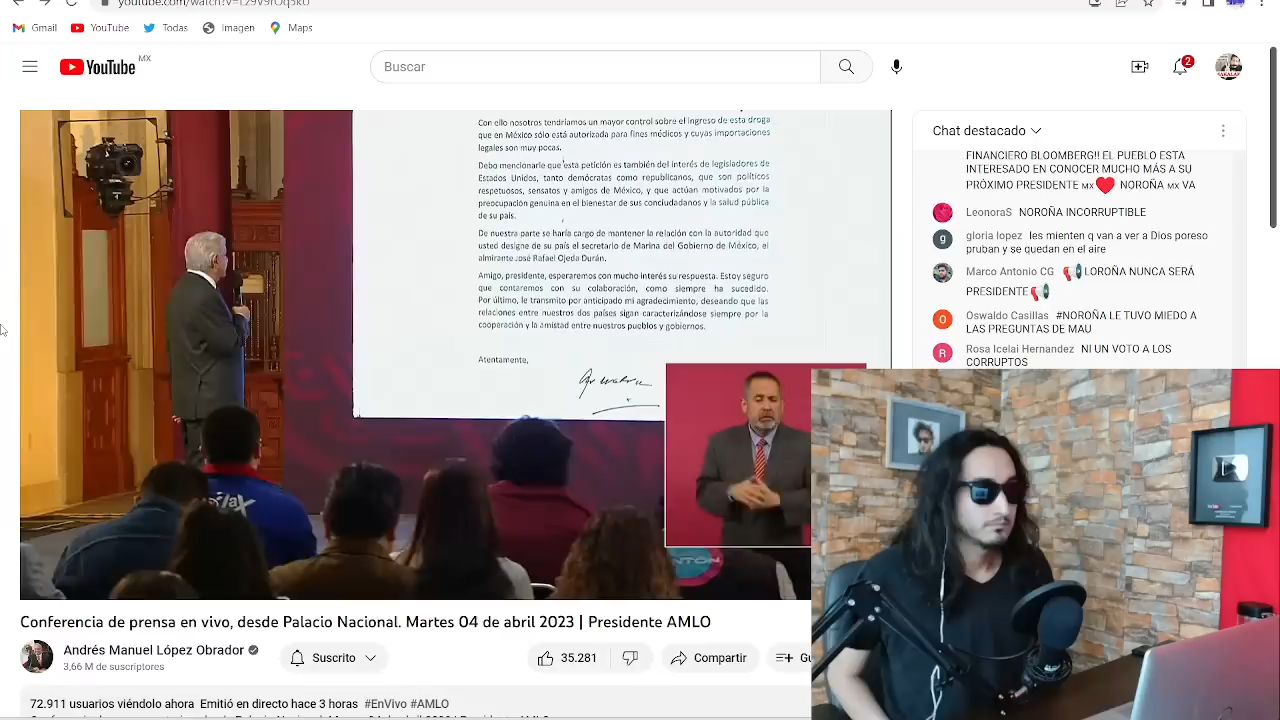 youtube.com/watch?v=Lz9V9rOq5k0
Gmail YouTube Todas Imagen Maps
YouTube MX
Buscar
2
Con ello nosotros tendríamos un mayor control sobre el ingreso de esta droga
que en México sólo está autorizada para fines médicos y cuyas importaciones
legales son muy pocas.
Debo mencionarle que esta petición es también del interés de legisladores de
Estados Unidos, tanto demócratas como republicanos, que son políticos
respetuosos, sensatos y amigos de México, y que actúan motivados por la
preocupación genuina en el bienestar de sus conciudadanos y la salud pública
de su país.
De nuestra parte se haría cargo de mantener la relación con la autoridad que
usted designe de su país el secretario de Marina del Gobierno de México, el
almirante José Rafael Ojeda Durán.
Amigo, presidente, esperaremos con mucho interés su respuesta. Estoy seguro
que contaremos con su colaboración, como siempre ha sucedido.
Por último, le transmito por anticipado mi agradecimiento, deseando que las
relaciones entre nuestros dos países sigan caracterizándose siempre por la
cooperación y la amistad entre nuestros pueblos y gobiernos.
Atentamente,
Chat destacado
FINANCIERO BLOOMBERG!! EL PUEBLO ESTA
INTERESADO EN CONOCER MUCHO MÁS A SU
PRÓXIMO PRESIDENTE MX NOROÑA MX VA
LeonoraS NOROÑA INCORRUPTIBLE
g
gloria lopez les mienten q van a ver a Dios poreso
pruban y se quedan en el aire
Marco Antonio CG LOROÑA NUNCA SERÁ
PRESIDENTE
O
Oswaldo Casillas #NOROÑA LE TUVO MIEDO A
LAS PREGUNTAS DE MAU
R
Rosa Icelai Hernandez NI UN VOTO A LOS
CORRUPTOS
Conferencia de prensa en vivo, desde Palacio Nacional. Martes 04 de abril 2023 | Presidente AMLO
Andrés Manuel López Obrador
3,66 M de suscriptores
Suscrito
35.281
Compartir
Gu
72.911 usuarios viéndolo ahora Emitió en directo hace 3 horas #EnVivo #AMLO